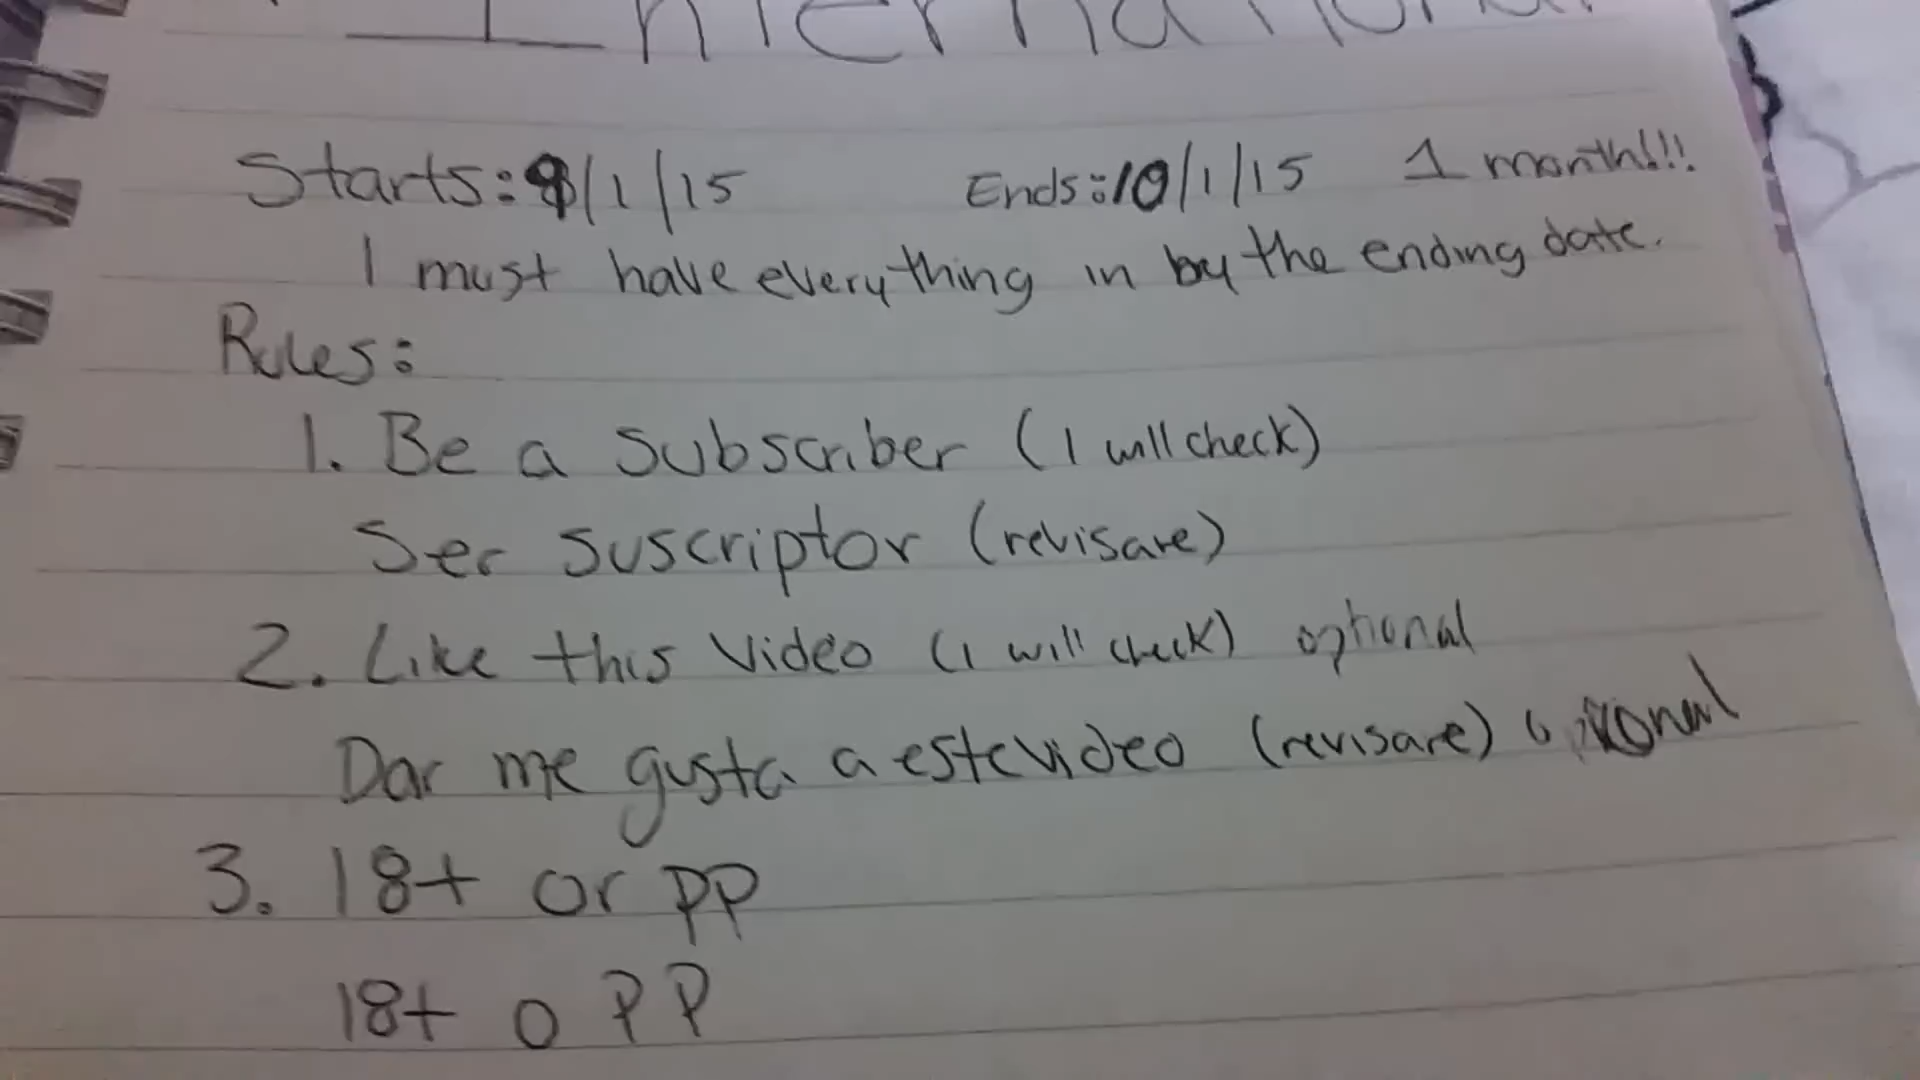 International
Starts: 9/1/15 Ends: 10/1/15 1 month!!!
I must have everything in by the ending date.
Rules:
1. Be a subscriber (I will check)
Ser suscriptor (revisare)
2. Like this video (I will check) optional
Dar me gusta a este video (revisare)
3. 18+ or PP
18+ o PP